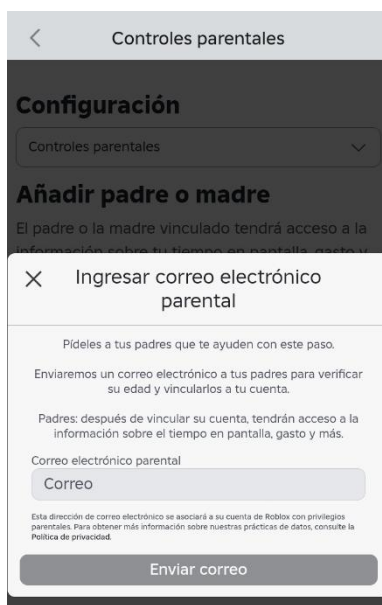 Controles parentales
Configuración
Controles parentales
Añadir padre o madre
El padre o la madre vinculado tendrá acceso a la
información sobre tu tiempo en pantalla, gasto y
Ingresar correo electrónico
parental
Pídeles a tus padres que te ayuden con este paso.
Enviaremos un correo electrónico a tus padres para verificar
su edad y vincularlos a tu cuenta.
Padres: después de vincular su cuenta, tendrán acceso a la
información sobre el tiempo en pantalla, gasto y más.
Correo electrónico parental
Correo
Esta dirección de correo electrónico se asociará a su cuenta de Roblox con privilegios
parentales. Para obtener más información sobre nuestras prácticas de datos, consulte la
Política de privacidad.
Enviar correo